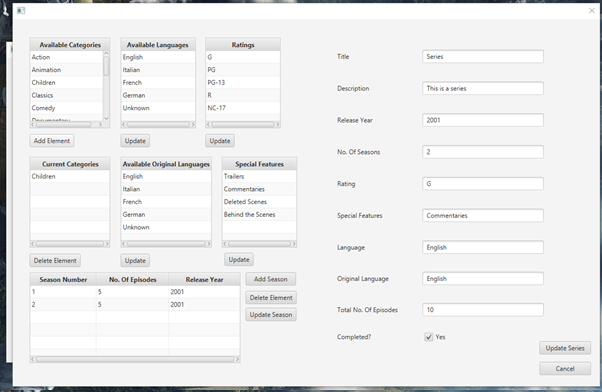 Available Categories
Action
Animation
Children
Classics
Comedy
Documentary
Add Element
Available Languages
English
Italian
French
German
Unknown
Update
Ratings
G
PG
PG-13
R
NC-17
Update
Current Categories
Children
Delete Element
Available Original Languages
English
Italian
French
German
Unknown
Update
Special Features
Trailers
Commentaries
Deleted Scenes
Behind the Scenes
Update
Season Number No. Of Episodes Release Year
1 5 2001
2 5 2001
Add Season
Delete Element
Update Season
Title Series
Description This is a series
Release Year 2001
No. Of Seasons 2
Rating G
Special Features Commentaries
Language English
Original Language English
Total No. Of Episodes 10
Completed? Yes
Update Series
Cancel